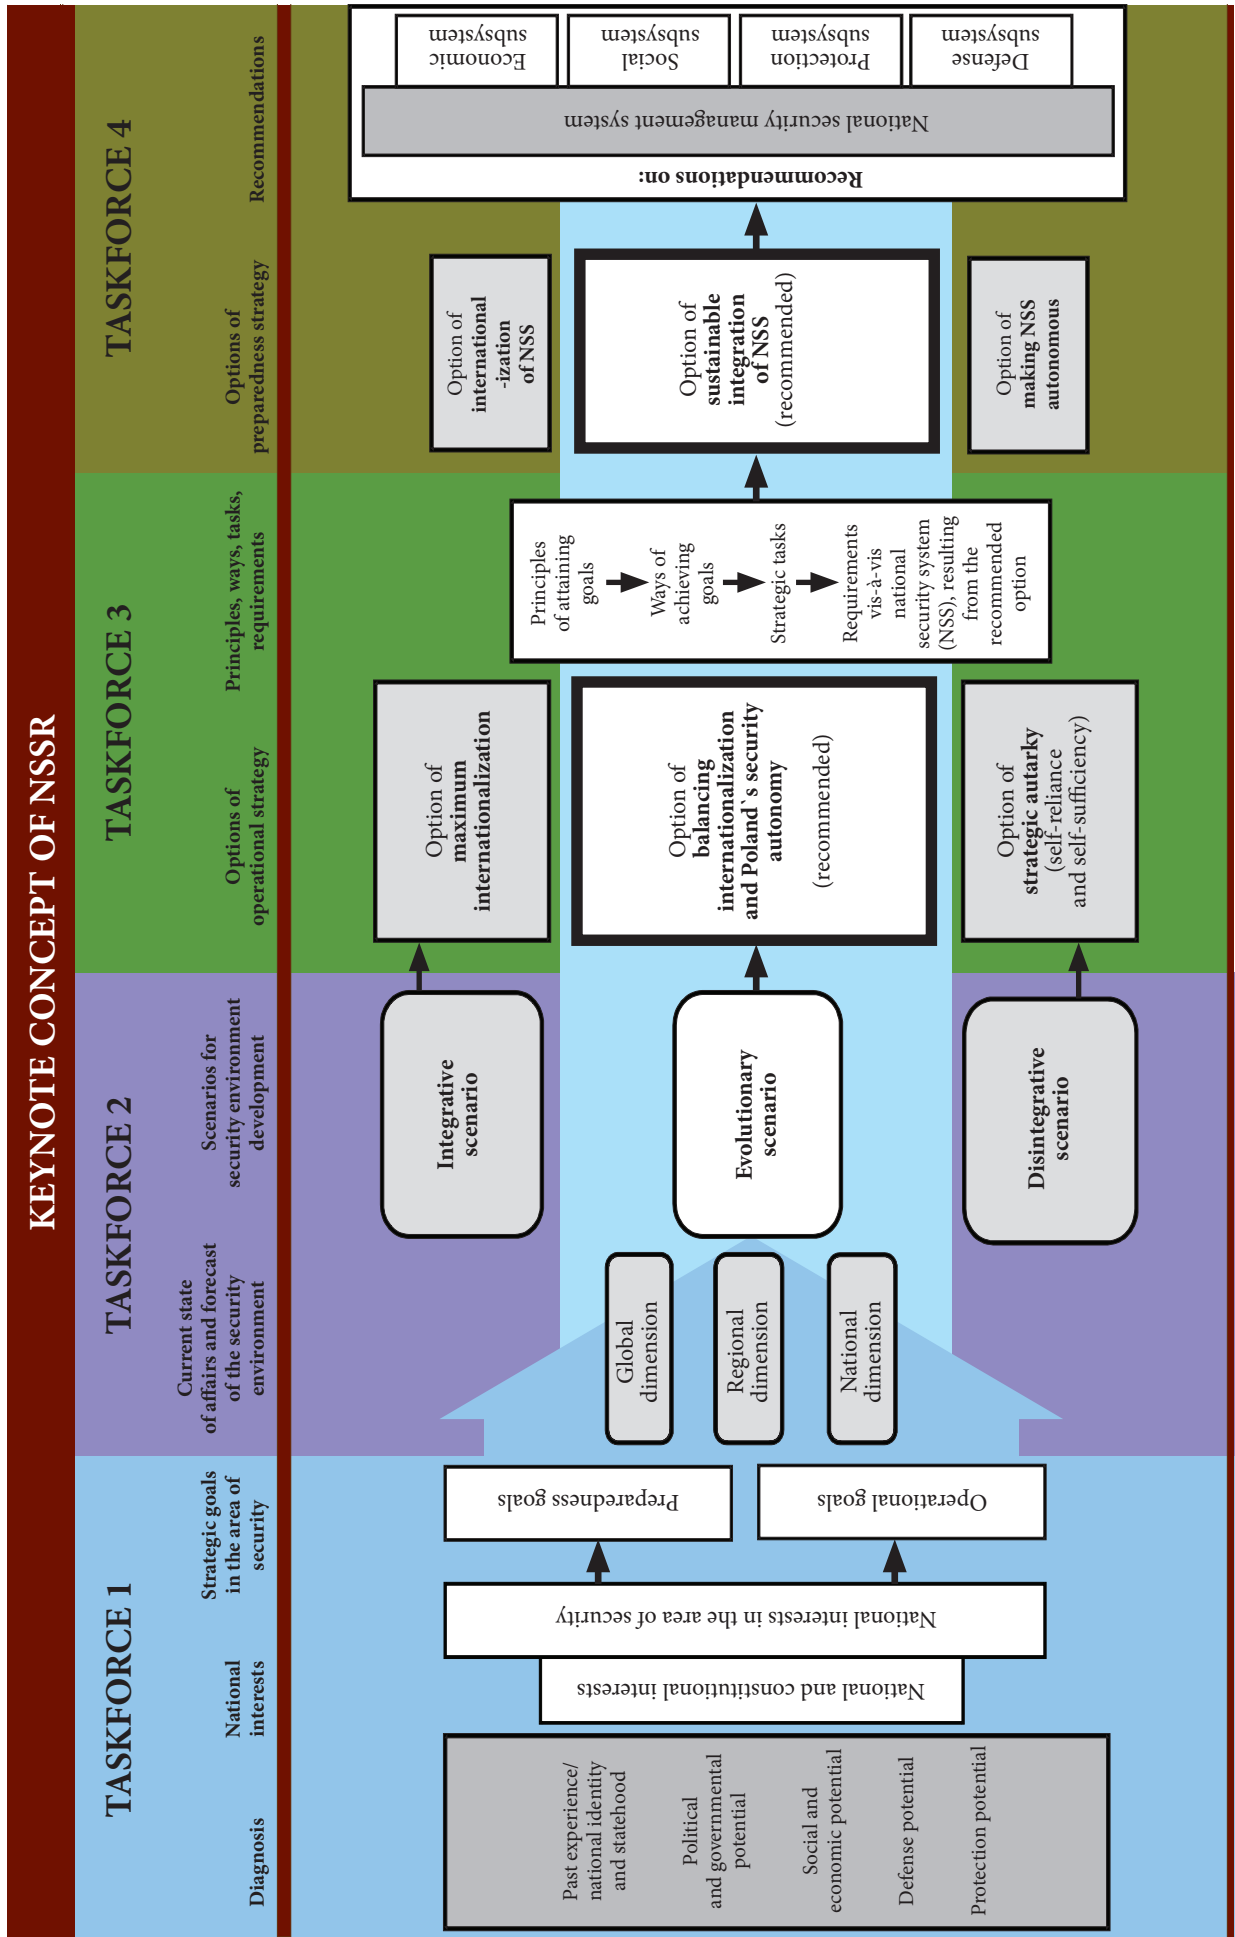 KEYNOTE CONCEPT OF NSSR
TASKFORCE 1
Diagnosis
National
interests
Strategic goals
in the area of
security
Past experience/
national identity
and statehood
Political
and governmental
potential
Social and
economic potential
Defense potential
Protection potential
National and constitutional interests
National interests in the area of security
Preparedness goals
Operational goals
TASKFORCE 2
Current state
of affairs and forecast
of the security
environment
Scenarios for
security environment
development
Global
dimension
Regional
dimension
National
dimension
Integrative
scenario
Evolutionary
scenario
Disintegrative
scenario
TASKFORCE 3
Options of
operational strategy
Principles, ways, tasks,
requirements
Option of
maximum
internationalization
Option of
balancing
internationalization
and Poland`s security
autonomy
(recommended)
Option of
strategic autarky
(self-reliance
and self-sufficiency)
Principles
of attaining
goals
Ways of
achieving
goals
Strategic tasks
Requirements
vis-à-vis
national
security system
(NSS), resulting
from the
recommended
option
TASKFORCE 4
Options of
preparedness strategy
Recommendations
Option of
international
-ization
of NSS
Option of
sustainable
integration
of NSS
(recommended)
Option of
making NSS
autonomous
Recommendations on:
National security management system
Defense
subsystem
Protection
subsystem
Social
subsystem
Economic
subsystem